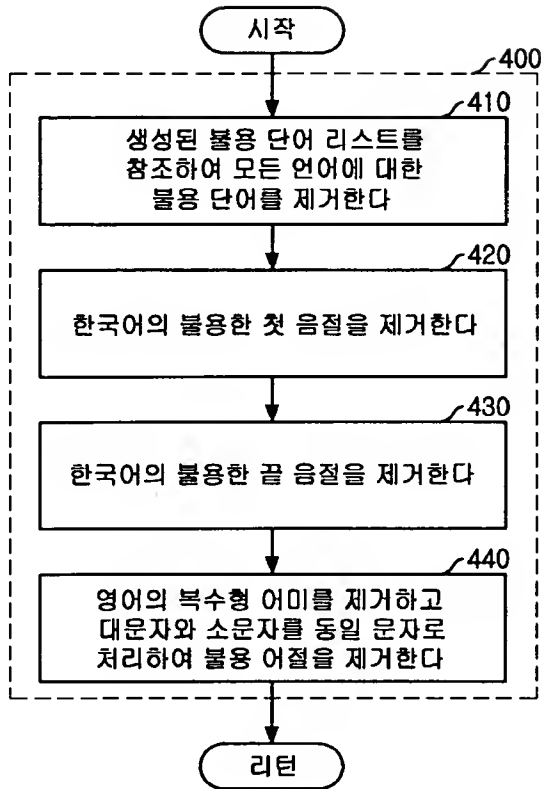 시작
400
410
생성된 불용 단어 리스트를
참조하여 모든 언어에 대한
불용 단어를 제거한다
420
한국어의 불용한 첫 음절을 제거한다
430
한국어의 불용한 끝 음절을 제거한다
440
영어의 복수형 어미를 제거하고
대문자와 소문자를 동일 문자로
처리하여 불용 어절을 제거한다
리턴